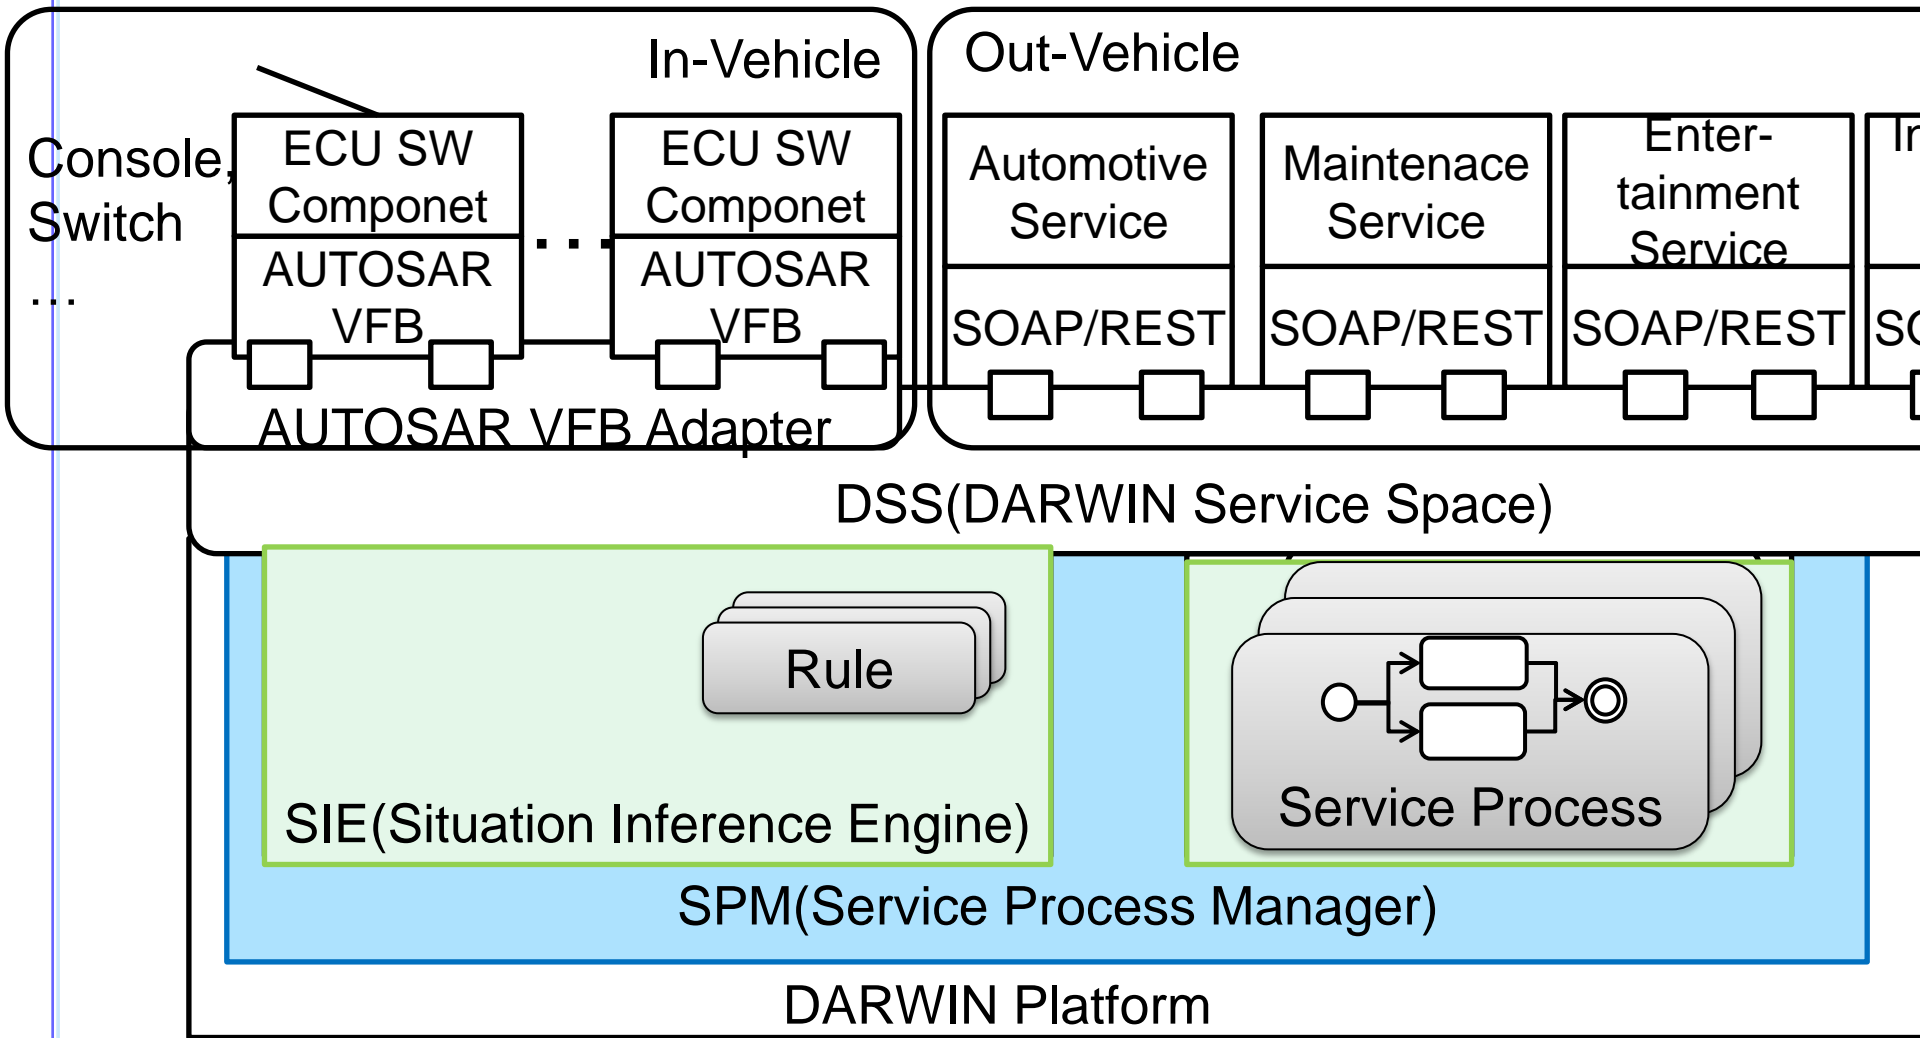 In-Vehicle
Out-Vehicle
Console,
Switch
…
ECU SW
Componet
AUTOSAR
VFB
...
ECU SW
Componet
AUTOSAR
VFB
Automotive
Service
SOAP/REST
Maintenace
Service
SOAP/REST
Enter-
tainment
Service
SOAP/REST
AUTOSAR VFB Adapter
DSS(DARWIN Service Space)
Rule
SIE(Situation Inference Engine)
Service Process
SPM(Service Process Manager)
DARWIN Platform